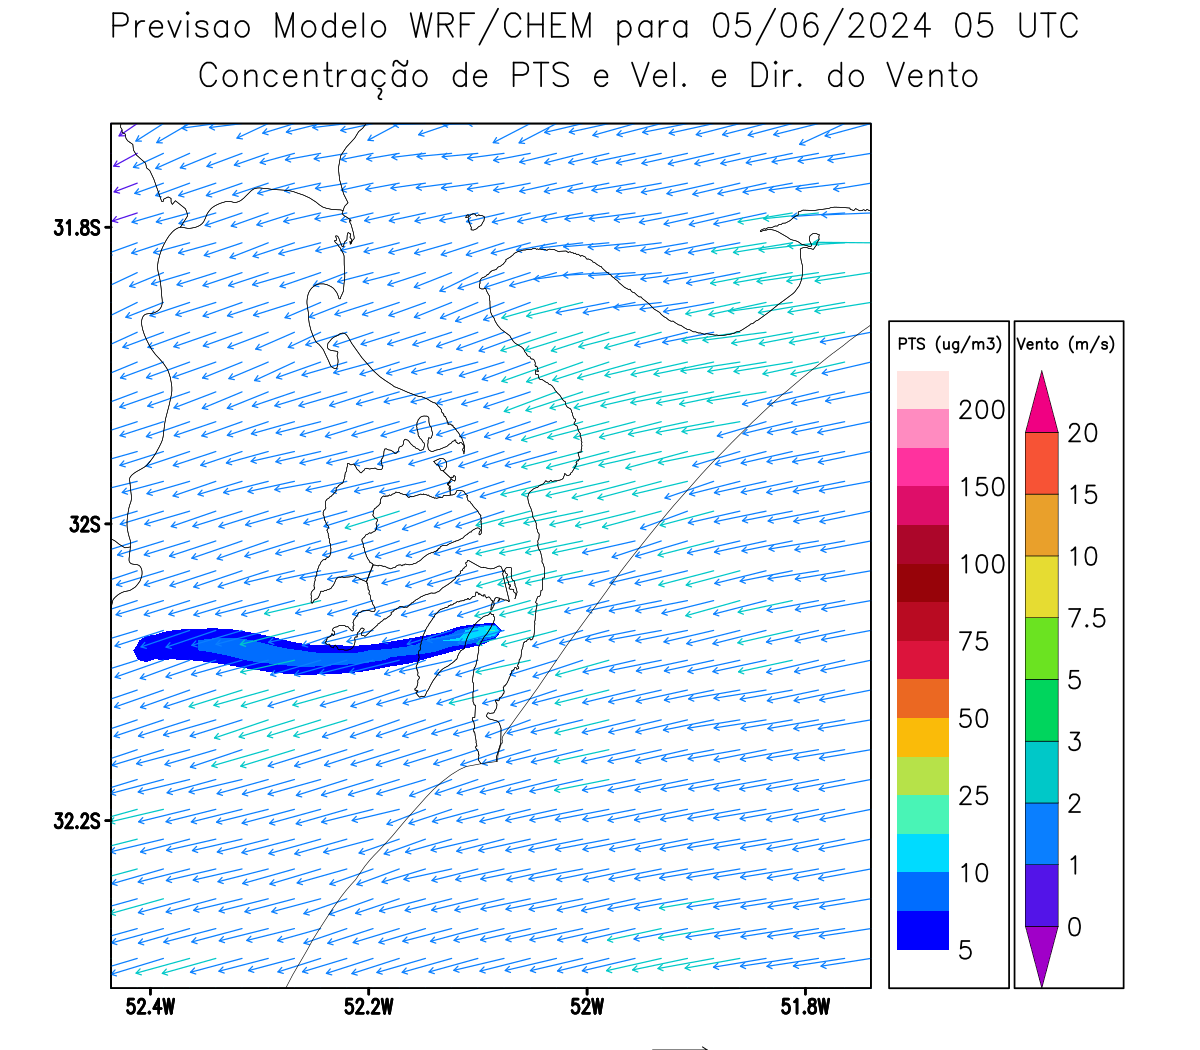 Previsao Modelo WRF/CHEM para 05/06/2024 05 UTC
Concentração de PTS e Vel. e Dir. do Vento
31.8S
32S
32.2S
52.4W 52.2W 52W 51.8W
PTS (ug/m3)
200
150
100
75
50
25
10
5
Vento (m/s)
20
15
10
7.5
5
3
2
1
0